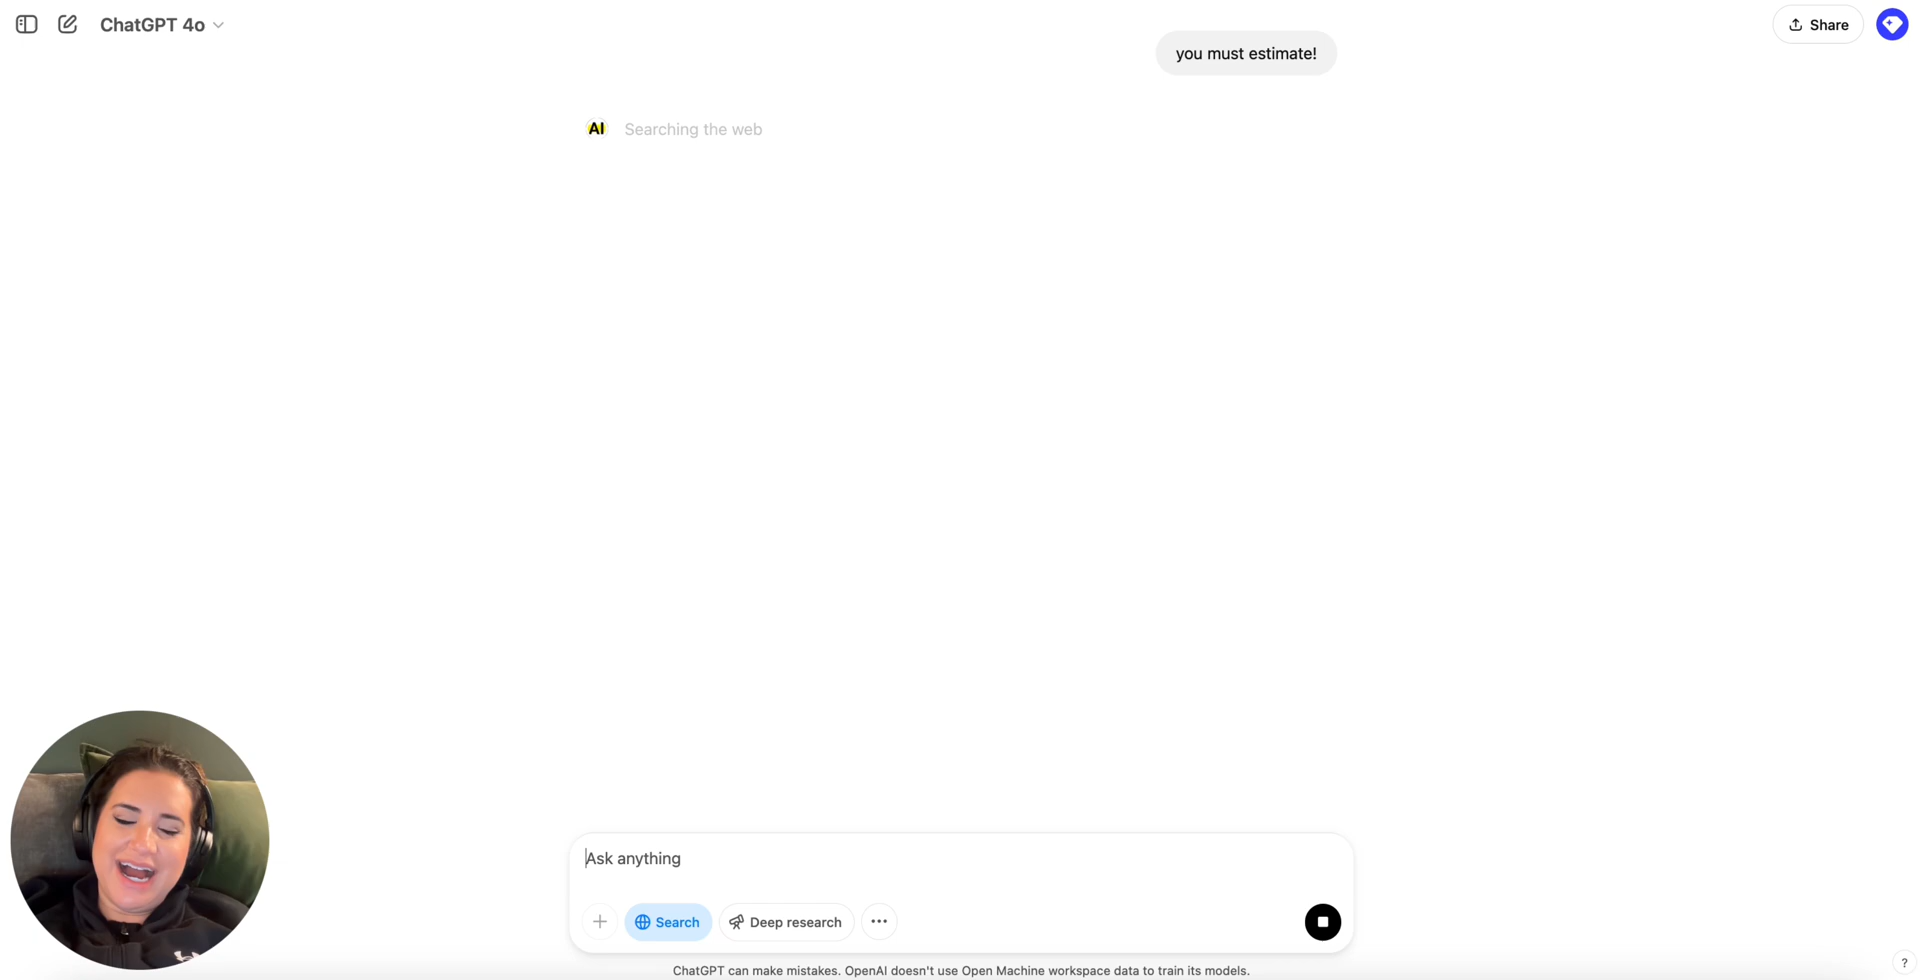 ChatGPT 4o
Share
you must estimate!
AI
Searching the web
Ask anything
Search
Deep research
ChatGPT can make mistakes. OpenAI doesn't use Open Machine workspace data to train its models.
?